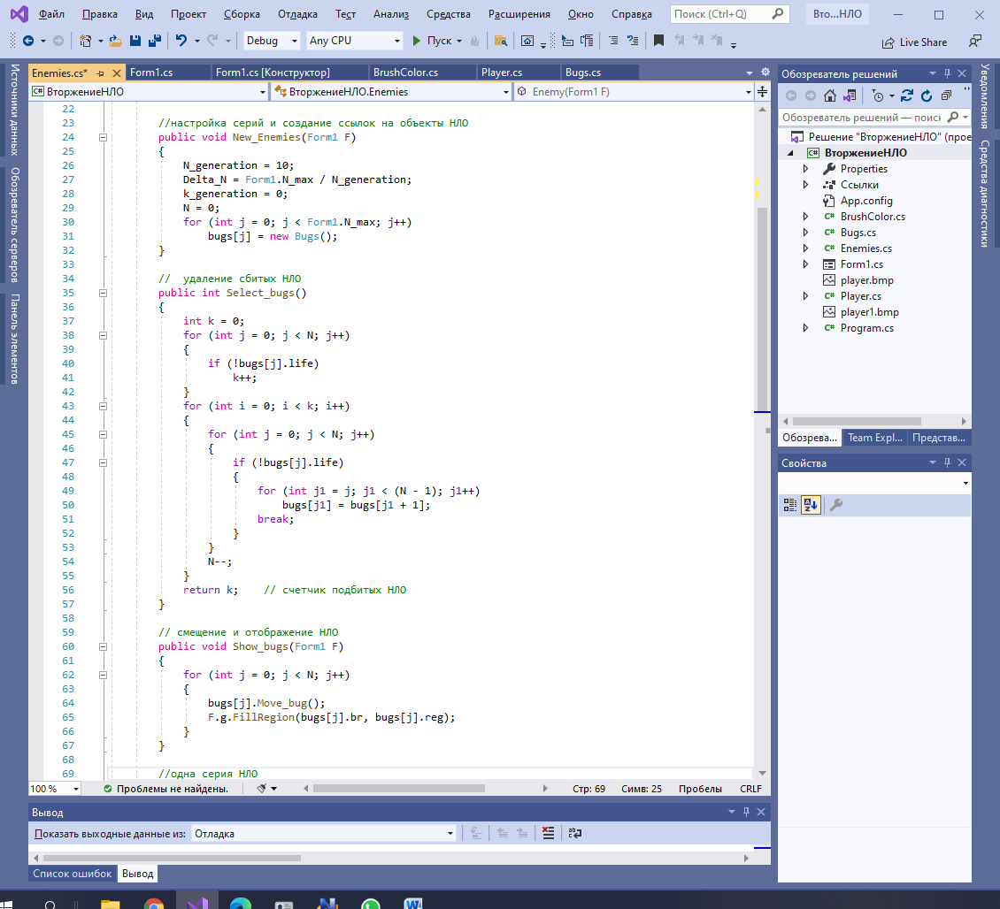 Файл Правка Вид Проект Сборка Отладка Тест Анализ Средства Расширения Окно Справка Поиск (Ctrl+Q) Вто...НЛО
Debug Any CPU Пуск Live Share
Источники данных
Обозреватель серверов
Панель элементов
Enemies.cs* Form1.cs Form1.cs [Конструктор] BrushColor.cs Player.cs Bugs.cs
C# ВторжениеНЛО ВторжениеНЛО.Enemies Enemy(Form1 F)
22
23 //настройка серий и создание ссылок на объекты НЛО
24 public void New_Enemies(Form1 F)
25 {
26 N_generation = 10;
27 Delta_N = Form1.N_max / N_generation;
28 k_generation = 0;
29 N = 0;
30 for (int j = 0; j < Form1.N_max; j++)
31 bugs[j] = new Bugs();
32 }
33
34 //  удаление сбитых НЛО
35 public int Select_bugs()
36 {
37 int k = 0;
38 for (int j = 0; j < N; j++)
39 {
40 if (!bugs[j].life)
41 k++;
42 }
43 for (int i = 0; i < k; i++)
44 {
45 for (int j = 0; j < N; j++)
46 {
47 if (!bugs[j].life)
48 {
49 for (int j1 = j; j1 < (N - 1); j1++)
50 bugs[j1] = bugs[j1 + 1];
51 break;
52 }
53 }
54 N--;
55 }
56 return k;    // счетчик подбитых НЛО
57 }
58
59 // смещение и отображение НЛО
60 public void Show_bugs(Form1 F)
61 {
62 for (int j = 0; j < N; j++)
63 {
64 bugs[j].Move_bug();
65 F.g.FillRegion(bugs[j].br, bugs[j].reg);
66 }
67 }
68
69 //одна серия НЛО
100 % Проблемы не найдены. Стр: 69 Симв: 25 Пробелы CRLF
Вывод
Показать выходные данные из: Отладка
Список ошибок Вывод
Обозреватель решений
Обозреватель решений — поиск
Решение "ВторжениеНЛО" (прое
C# ВторжениеНЛО
Properties
Ссылки
App.config
C# BrushColor.cs
C# Bugs.cs
C# Enemies.cs
Form1.cs
player.bmp
C# Player.cs
player1.bmp
C# Program.cs
Обозрева... Team Expl... Представ...
Свойства
Уведомления
Средства диагностики